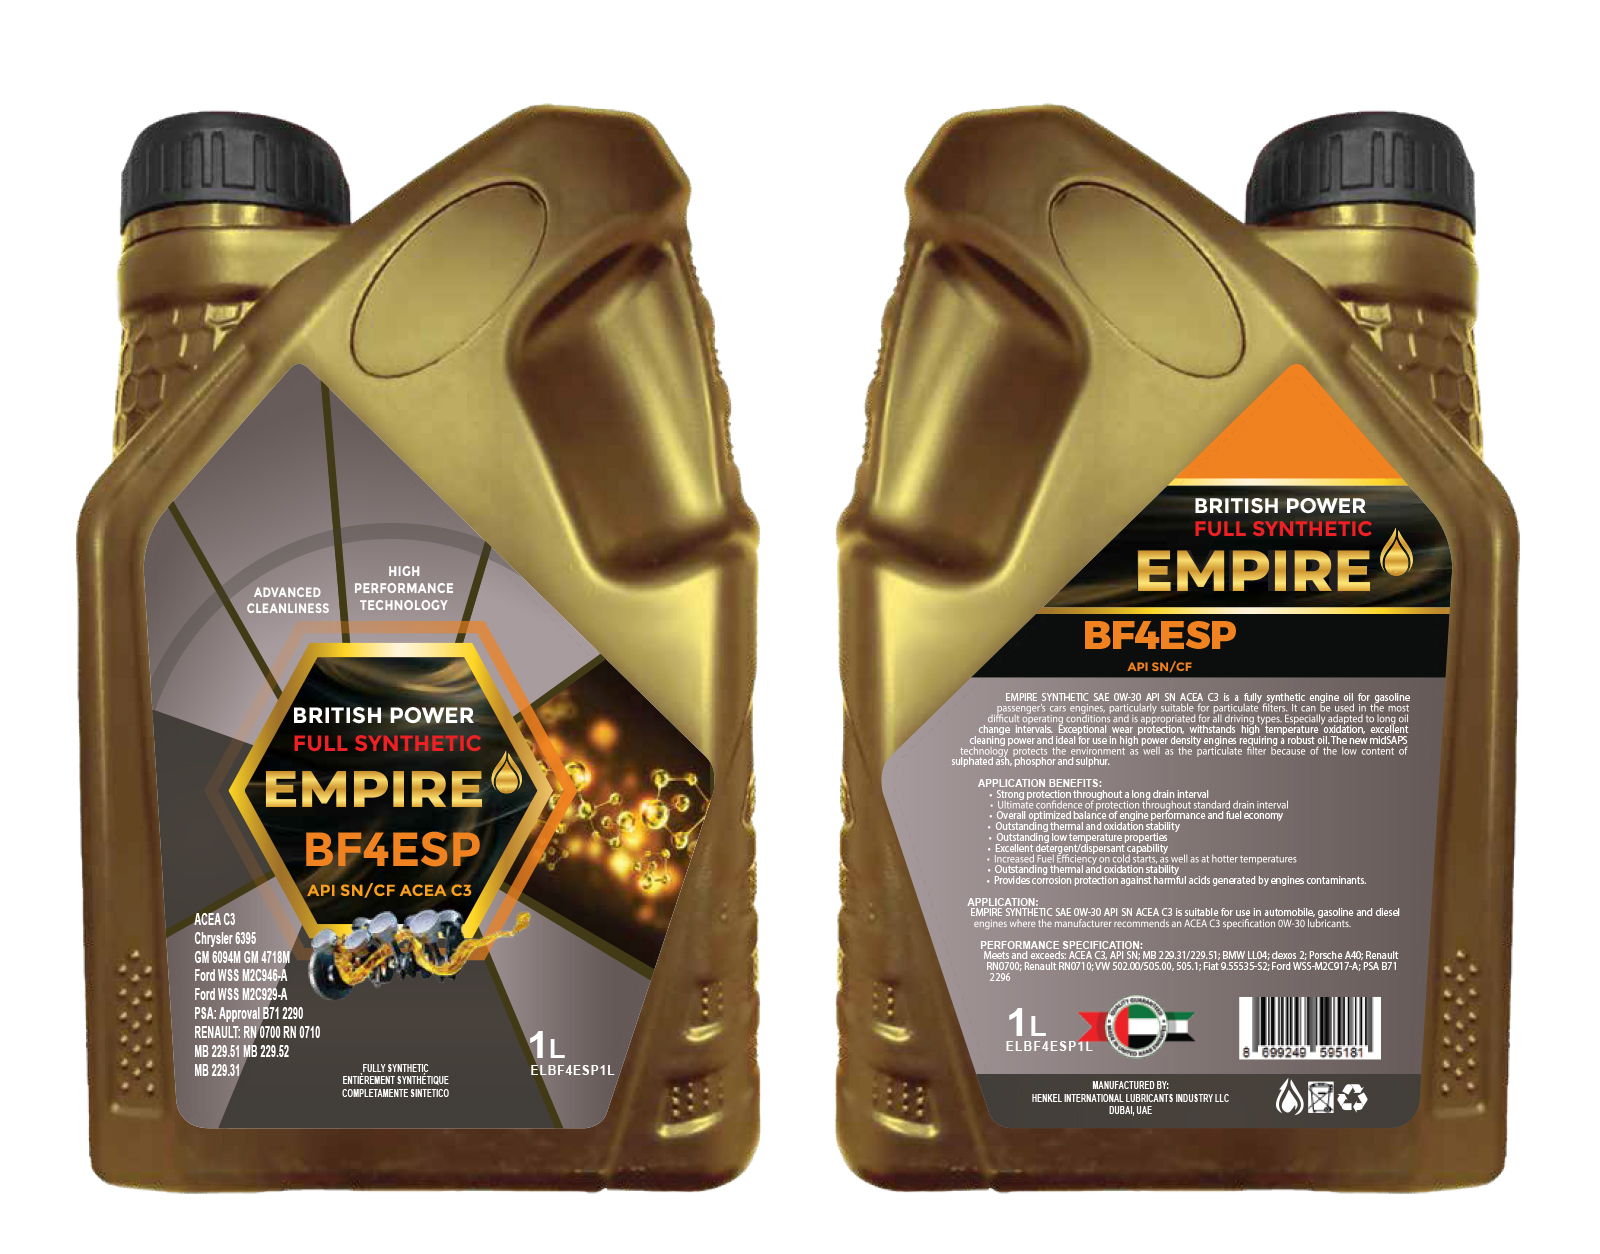 ADVANCED
CLEANLINESS
HIGH
PERFORMANCE
TECHNOLOGY
BRITISH POWER
FULL SYNTHETIC
EMPIRE
BF4ESP
API SN/CF ACEA C3
ACEA C3
Chrysler 6395
GM 6094M GM 4718M
Ford WSS M2C946-A
Ford WSS M2C929-A
PSA: Approval B71 2290
RENAULT: RN 0700 RN 0710
MB 229.51 MB 229.52
MB 229.31
FULLY SYNTHETIC
ENTIÈREMENT SYNTHÉTIQUE
COMPLETAMENTE SINTETICO
1L
ELBF4ESP1L
BRITISH POWER
FULL SYNTHETIC
EMPIRE
BF4ESP
API SN/CF
EMPIRE SYNTHETIC SAE 0W-30 API SN ACEA C3 is a fully synthetic engine oil for gasoline
passenger's cars engines, particularly suitable for particulate filters. It can be used in the most
difficult operating conditions and is appropriated for all driving types. Especially adapted to long oil
change intervals. Exceptional wear protection, withstands high temperature oxidation, excellent
cleaning power and ideal for use in high power density engines requiring a robust oil. The new midSAPS
technology protects the environment as well as the particulate filter because of the low content of
sulphated ash, phosphor and sulphur.
APPLICATION BENEFITS:
• Strong protection throughout a long drain interval
• Ultimate confidence of protection throughout standard drain interval
• Overall optimized balance of engine performance and fuel economy
• Outstanding thermal and oxidation stability
• Outstanding low temperature properties
• Excellent detergent/dispersant capability
• Increased Fuel Efficiency on cold starts, as well as at hotter temperatures
• Outstanding thermal and oxidation stability
• Provides corrosion protection against harmful acids generated by engines contaminants.
APPLICATION:
EMPIRE SYNTHETIC SAE 0W-30 API SN ACEA C3 is suitable for use in automobile, gasoline and diesel
engines where the manufacturer recommends an ACEA C3 specification 0W-30 lubricants.
PERFORMANCE SPECIFICATION:
Meets and exceeds: ACEA C3, API SN; MB 229.31/229.51; BMW LL04; dexos 2; Porsche A40; Renault
RN0700; Renault RN0710; VW 502.00/505.00, 505.1; Fiat 9.55535-S2; Ford WSS-M2C917-A; PSA B71
2296
1L
ELBF4ESP1L
QUALITY GUARANTEED
8 699249 595181
MANUFACTURED BY:
HENKEL INTERNATIONAL LUBRICANTS INDUSTRY LLC
DUBAI, UAE